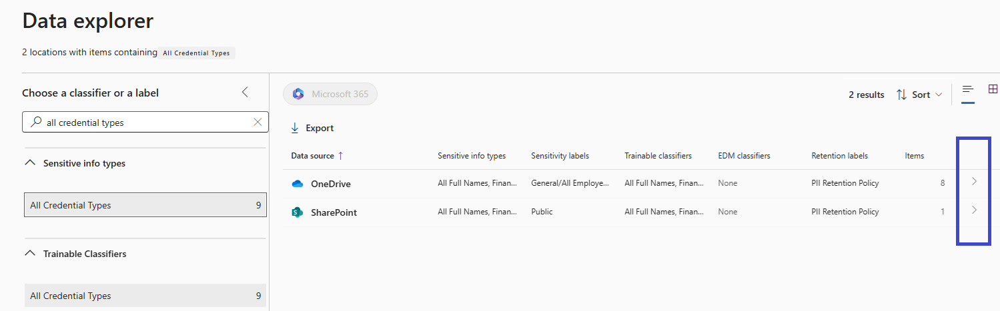 Data explorer
2 locations with items containing All Credential Types
Choose a classifier or a label
all credential types
Sensitive info types
All Credential Types 9
Trainable Classifiers
All Credential Types 9
Microsoft 365
2 results Sort
Export
Data source Sensitive info types Sensitivity labels Trainable classifiers EDM classifiers Retention labels Items
OneDrive All Full Names, Finan... General/All Employe... All Full Names, Finan... None PII Retention Policy 8
SharePoint All Full Names, Finan... Public All Full Names, Finan... None PII Retention Policy 1